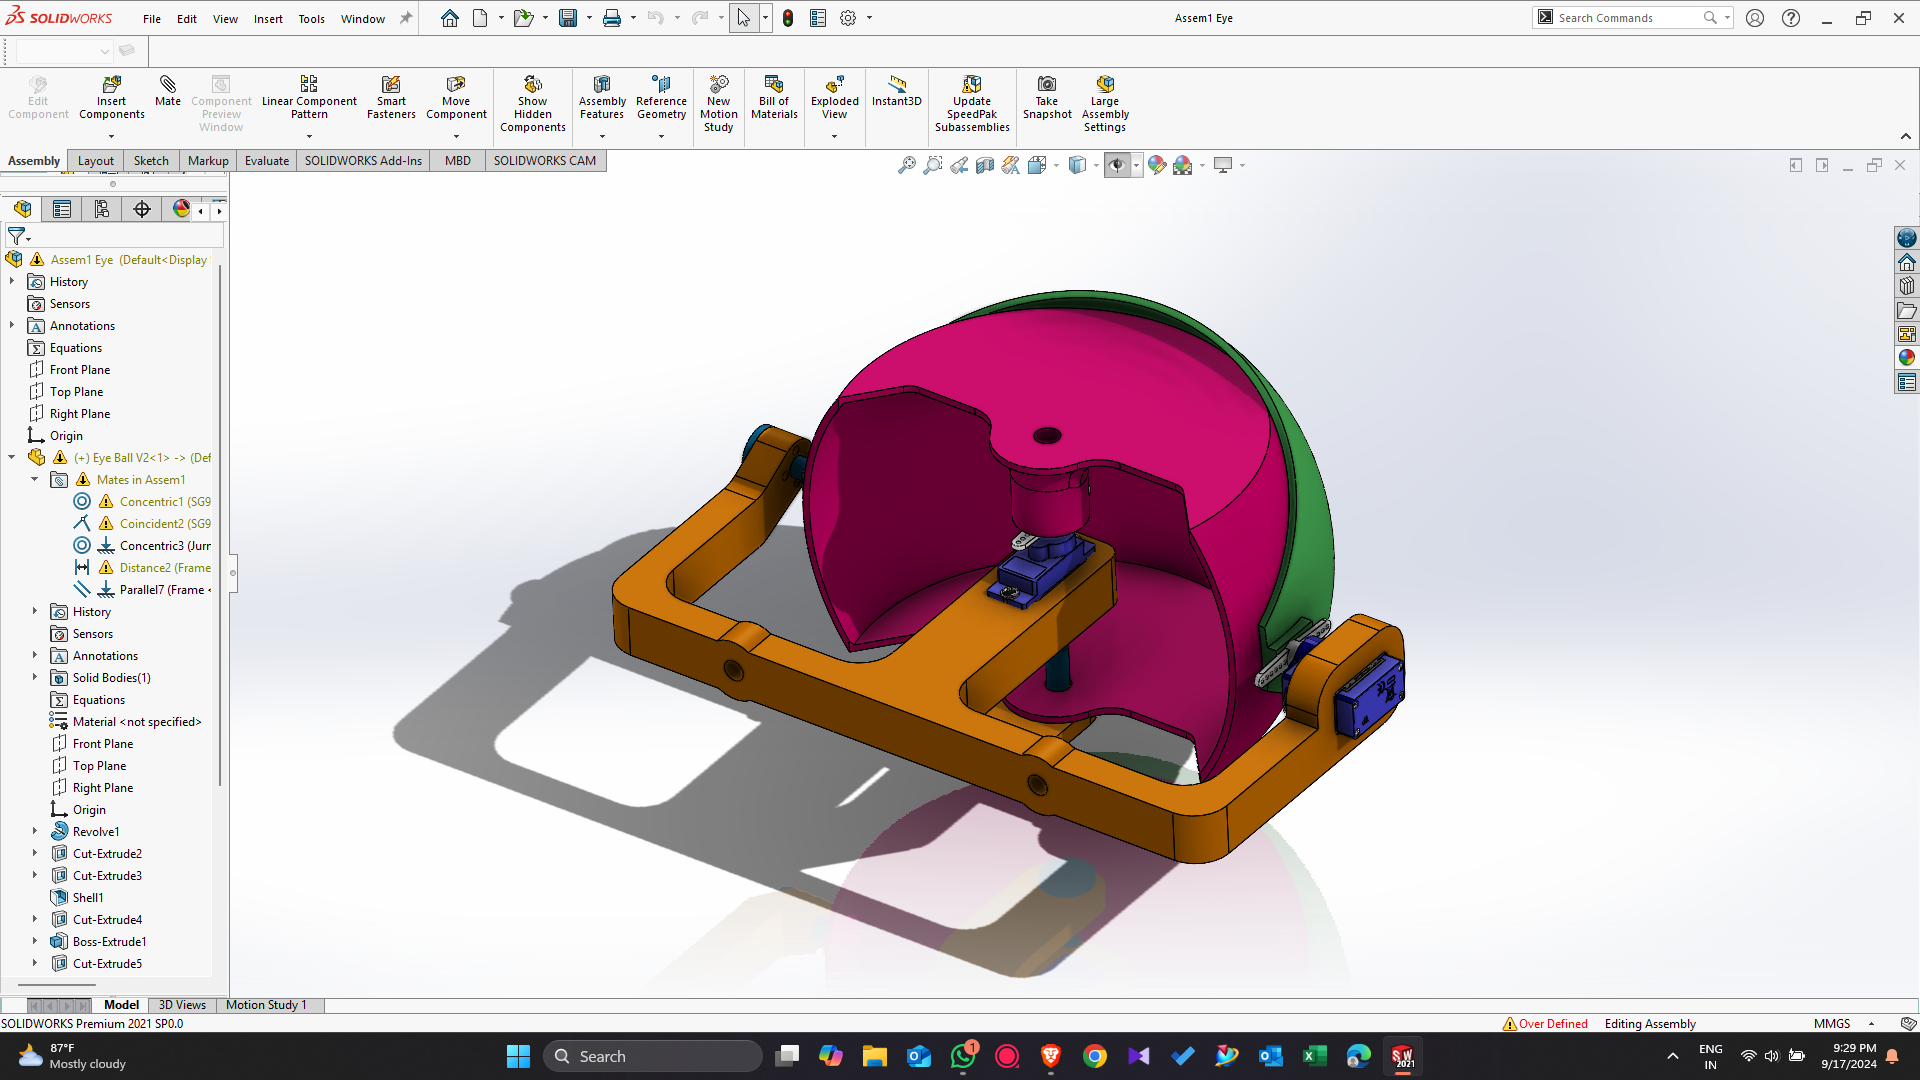 SOLIDWORKS File Edit View Insert Tools Window Assem1 Eye Search Commands
Edit Component
Insert Components
Mate
Component Preview Window
Linear Component Pattern
Smart Fasteners
Move Component
Show Hidden Components
Assembly Features
Reference Geometry
New Motion Study
Bill of Materials
Exploded View
Instant3D
Update SpeedPak Subassemblies
Take Snapshot
Large Assembly Settings
Assembly Layout Sketch Markup Evaluate SOLIDWORKS Add-Ins MBD SOLIDWORKS CAM
Assem1 Eye (Default<Display
History
Sensors
Annotations
Equations
Front Plane
Top Plane
Right Plane
Origin
(+) Eye Ball V2<1> -> (Def
Mates in Assem1
Concentric1 (SG9
Coincident2 (SG9
Concentric3 (Jurr
Distance2 (Frame
Parallel7 (Frame <
History
Sensors
Annotations
Solid Bodies(1)
Equations
Material <not specified>
Front Plane
Top Plane
Right Plane
Origin
Revolve1
Cut-Extrude2
Cut-Extrude3
Shell1
Cut-Extrude4
Boss-Extrude1
Cut-Extrude5
Model 3D Views Motion Study 1
SOLIDWORKS Premium 2021 SP0.0 Over Defined Editing Assembly MMGS
87°F
Mostly cloudy
Search
1
SW
2021
ENG
IN
9:29 PM
9/17/2024